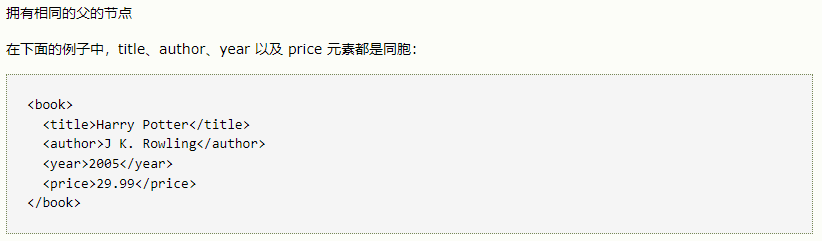 拥有相同的父的节点
在下面的例子中，title、author、year 以及 price 元素都是同胞：
<book>
  <title>Harry Potter</title>
  <author>J K. Rowling</author>
  <year>2005</year>
  <price>29.99</price>
</book>